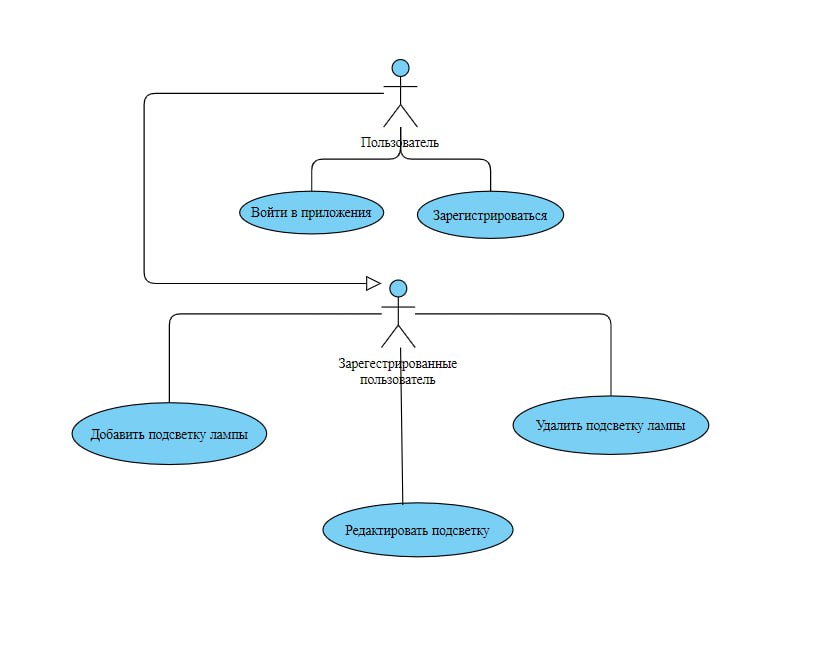 Пользователь
Войти в приложения
Зарегистрироваться
Зарегестрированные
пользователь
Добавить подсветку лампы
Удалить подсветку лампы
Редактировать подсветку